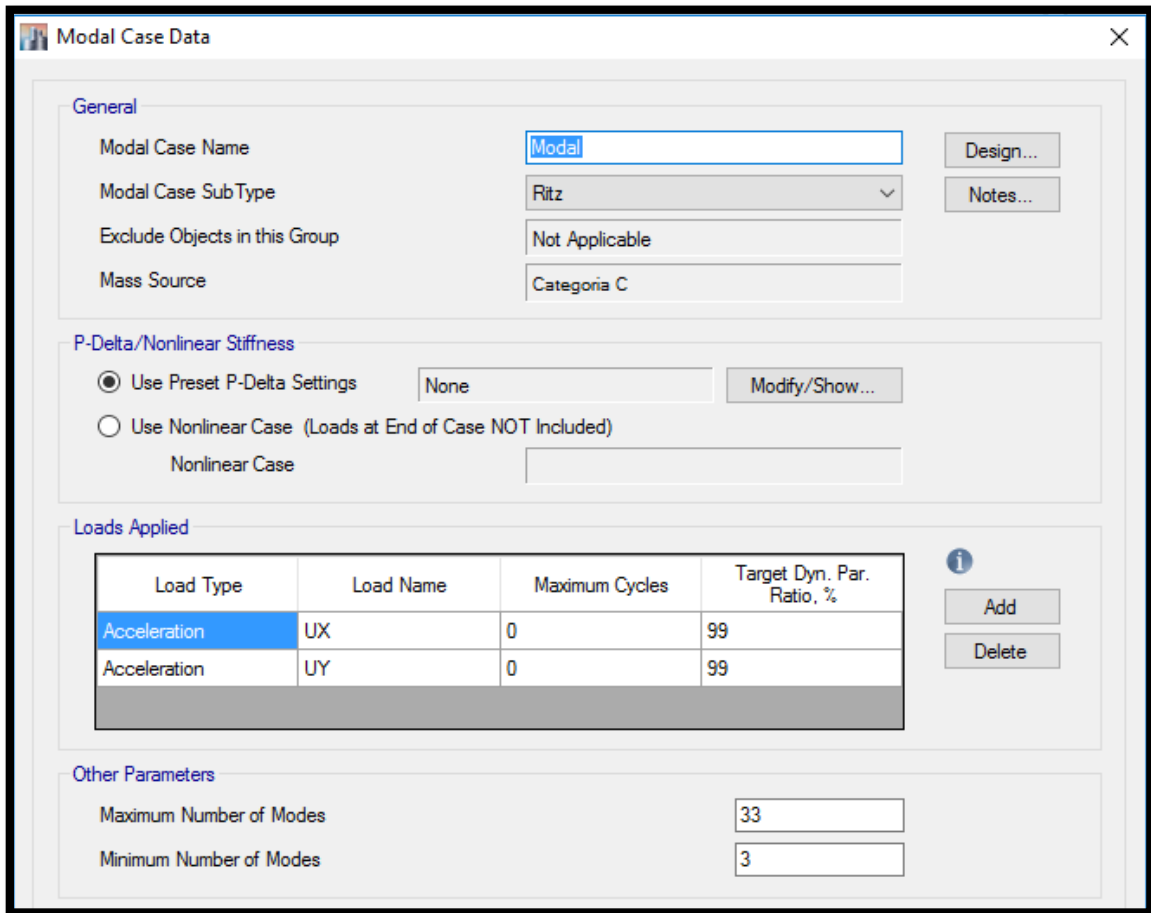 Modal Case Data
General
Modal Case Name Modal Design...
Modal Case SubType Ritz Notes...
Exclude Objects in this Group Not Applicable
Mass Source Categoria C
P-Delta/Nonlinear Stiffness
Use Preset P-Delta Settings None Modify/Show...
Use Nonlinear Case (Loads at End of Case NOT Included)
Nonlinear Case
Loads Applied
Load Type Load Name Maximum Cycles Target Dyn. Par.
Ratio, %
Acceleration UX 0 99
Acceleration UY 0 99
Add
Delete
Other Parameters
Maximum Number of Modes 33
Minimum Number of Modes 3